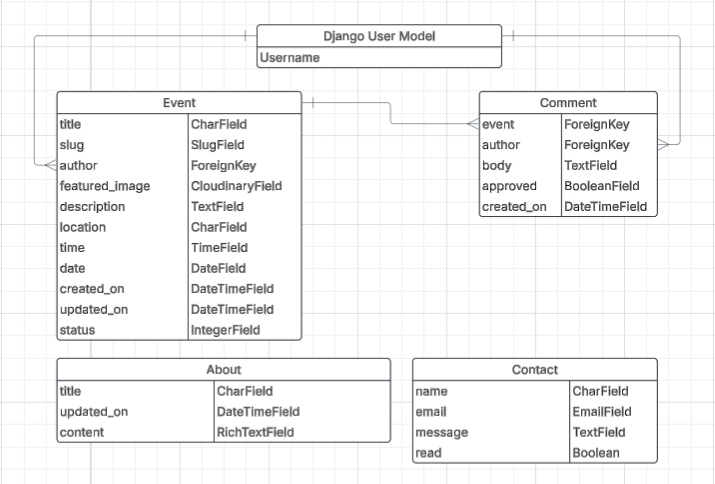 Django User Model
Username
Event
title CharField
slug SlugField
author ForeignKey
featured_image CloudinaryField
description TextField
location CharField
time TimeField
date DateField
created_on DateTimeField
updated_on DateTimeField
status IntegerField
Comment
event ForeignKey
author ForeignKey
body TextField
approved BooleanField
created_on DateTimeField
About
title CharField
updated_on DateTimeField
content RichTextField
Contact
name CharField
email EmailField
message TextField
read Boolean